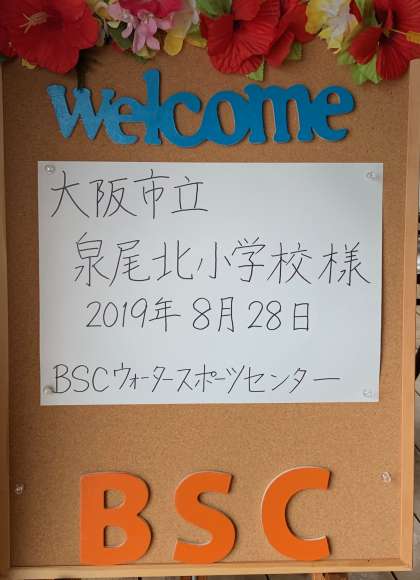 welcome
大阪市立
泉尾北小学校様
2019年8月28日
BSCウォータースポーツセンター
BSC